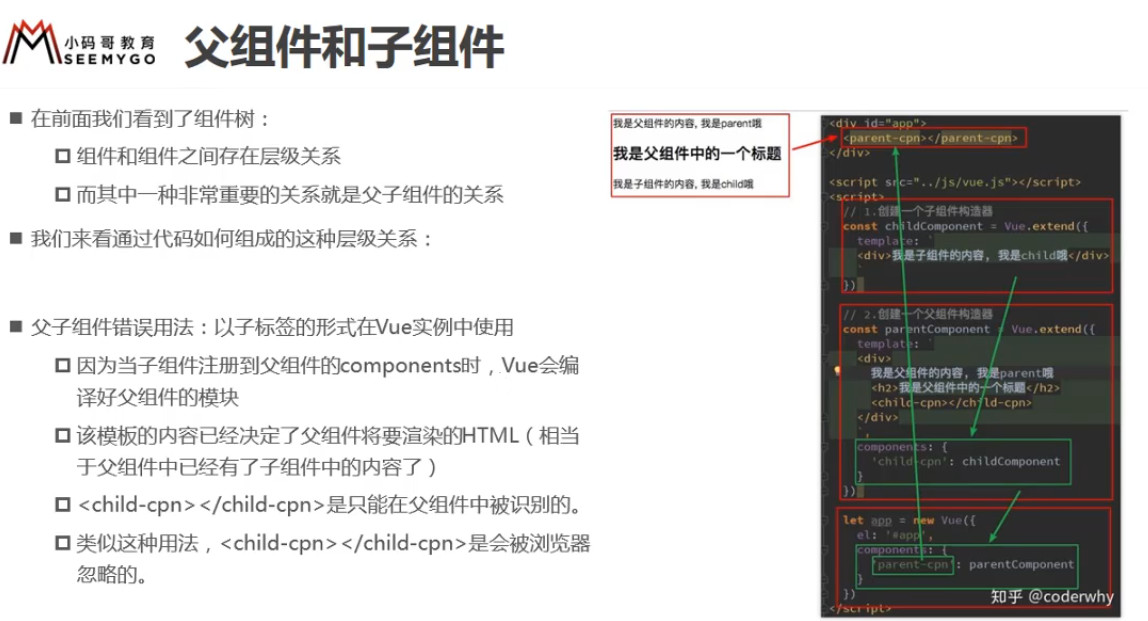 小码哥教育
SEEMYGO
父组件和子组件
在前面我们看到了组件树：
组件和组件之间存在层级关系
而其中一种非常重要的关系就是父子组件的关系
我们来看通过代码如何组成的这种层级关系：
父子组件错误用法：以子标签的形式在Vue实例中使用
因为当子组件注册到父组件的components时，Vue会编
译好父组件的模块
该模板的内容已经决定了父组件将要渲染的HTML（相当
于父组件中已经有了子组件中的内容了）
<child-cpn></child-cpn>是只能在父组件中被识别的。
类似这种用法，<child-cpn></child-cpn>是会被浏览器
忽略的。
我是父组件的内容, 我是parent哦
我是父组件中的一个标题
我是子组件的内容, 我是child哦
<div id="app">
<parent-cpn></parent-cpn>
</div>
<script src="../js/vue.js"></script>
<script>
// 1.创建一个子组件构造器
const childComponent = Vue.extend({
template: `
<div>我是子组件的内容, 我是child哦</div>
`
})
// 2.创建一个父组件构造器
const parentComponent = Vue.extend({
template: `
<div>
我是父组件的内容, 我是parent哦
<h2>我是父组件中的一个标题</h2>
<child-cpn></child-cpn>
</div>
`,
components: {
'child-cpn': childComponent
}
})
let app = new Vue({
el: '#app',
components: {
'parent-cpn': parentComponent
}
})
</script>
知乎 @coderwhy